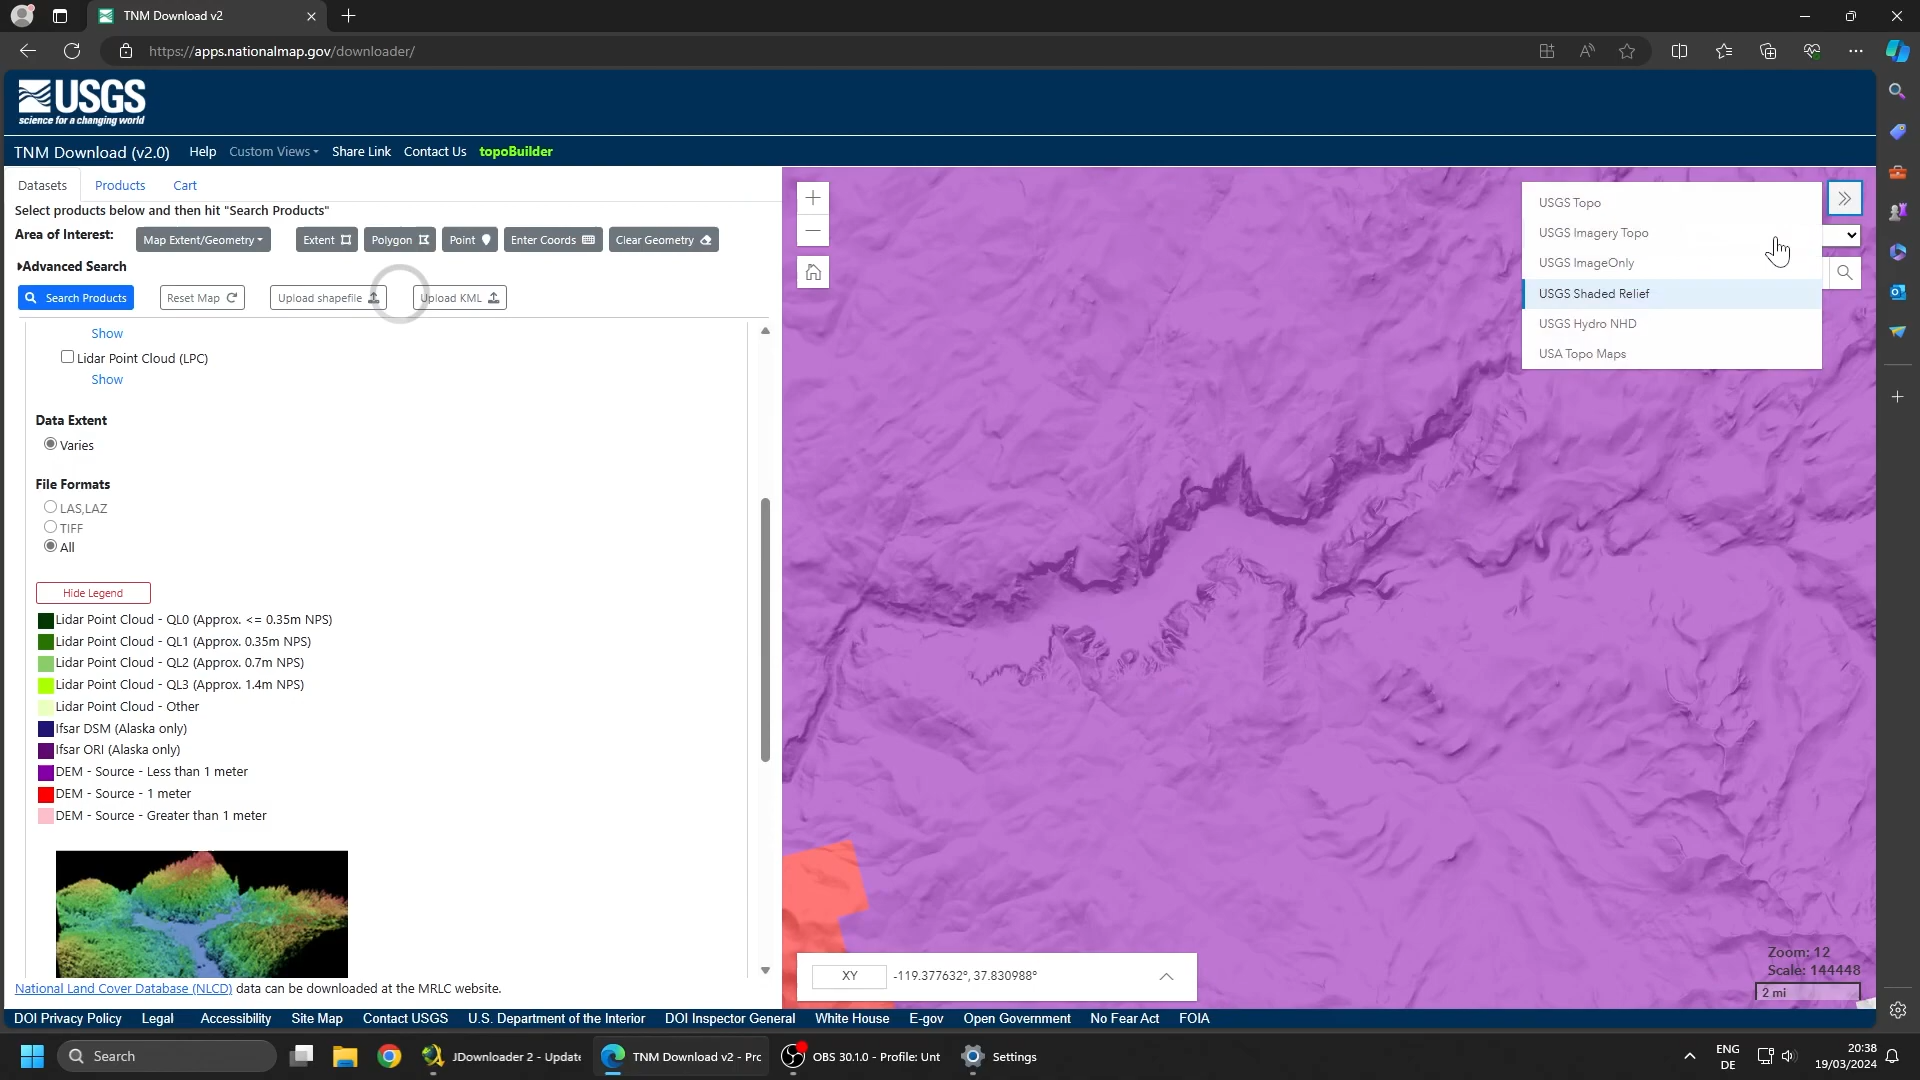 TNM Download v2
https://apps.nationalmap.gov/downloader/
USGS
science for a changing world
TNM Download (v2.0) Help Custom Views Share Link Contact Us topoBuilder
Datasets Products Cart
Select products below and then hit "Search Products"
Area of Interest: Map Extent/Geometry Extent Polygon Point Enter Coords Clear Geometry
Advanced Search
Search Products Reset Map Upload shapefile Upload KML
Show
Lidar Point Cloud (LPC)
Show
Data Extent
Varies
File Formats
LAS,LAZ
TIFF
All
Hide Legend
Lidar Point Cloud - QL0 (Approx. <= 0.35m NPS)
Lidar Point Cloud - QL1 (Approx. 0.35m NPS)
Lidar Point Cloud - QL2 (Approx. 0.7m NPS)
Lidar Point Cloud - QL3 (Approx. 1.4m NPS)
Lidar Point Cloud - Other
Ifsar DSM (Alaska only)
Ifsar ORI (Alaska only)
DEM - Source - Less than 1 meter
DEM - Source - 1 meter
DEM - Source - Greater than 1 meter
National Land Cover Database (NLCD) data can be downloaded at the MRLC website.
USGS Topo
USGS Imagery Topo
USGS ImageOnly
USGS Shaded Relief
USGS Hydro NHD
USA Topo Maps
XY -119.377632°, 37.830988°
Zoom: 12
Scale: 144448
2 mi
DOI Privacy Policy Legal Accessibility Site Map Contact USGS U.S. Department of the Interior DOI Inspector General White House E-gov Open Government No Fear Act FOIA
Search JDownloader 2 - Update TNM Download v2 - Prc OBS 30.1.0 - Profile: Unt Settings
ENG
DE
20:38
19/03/2024